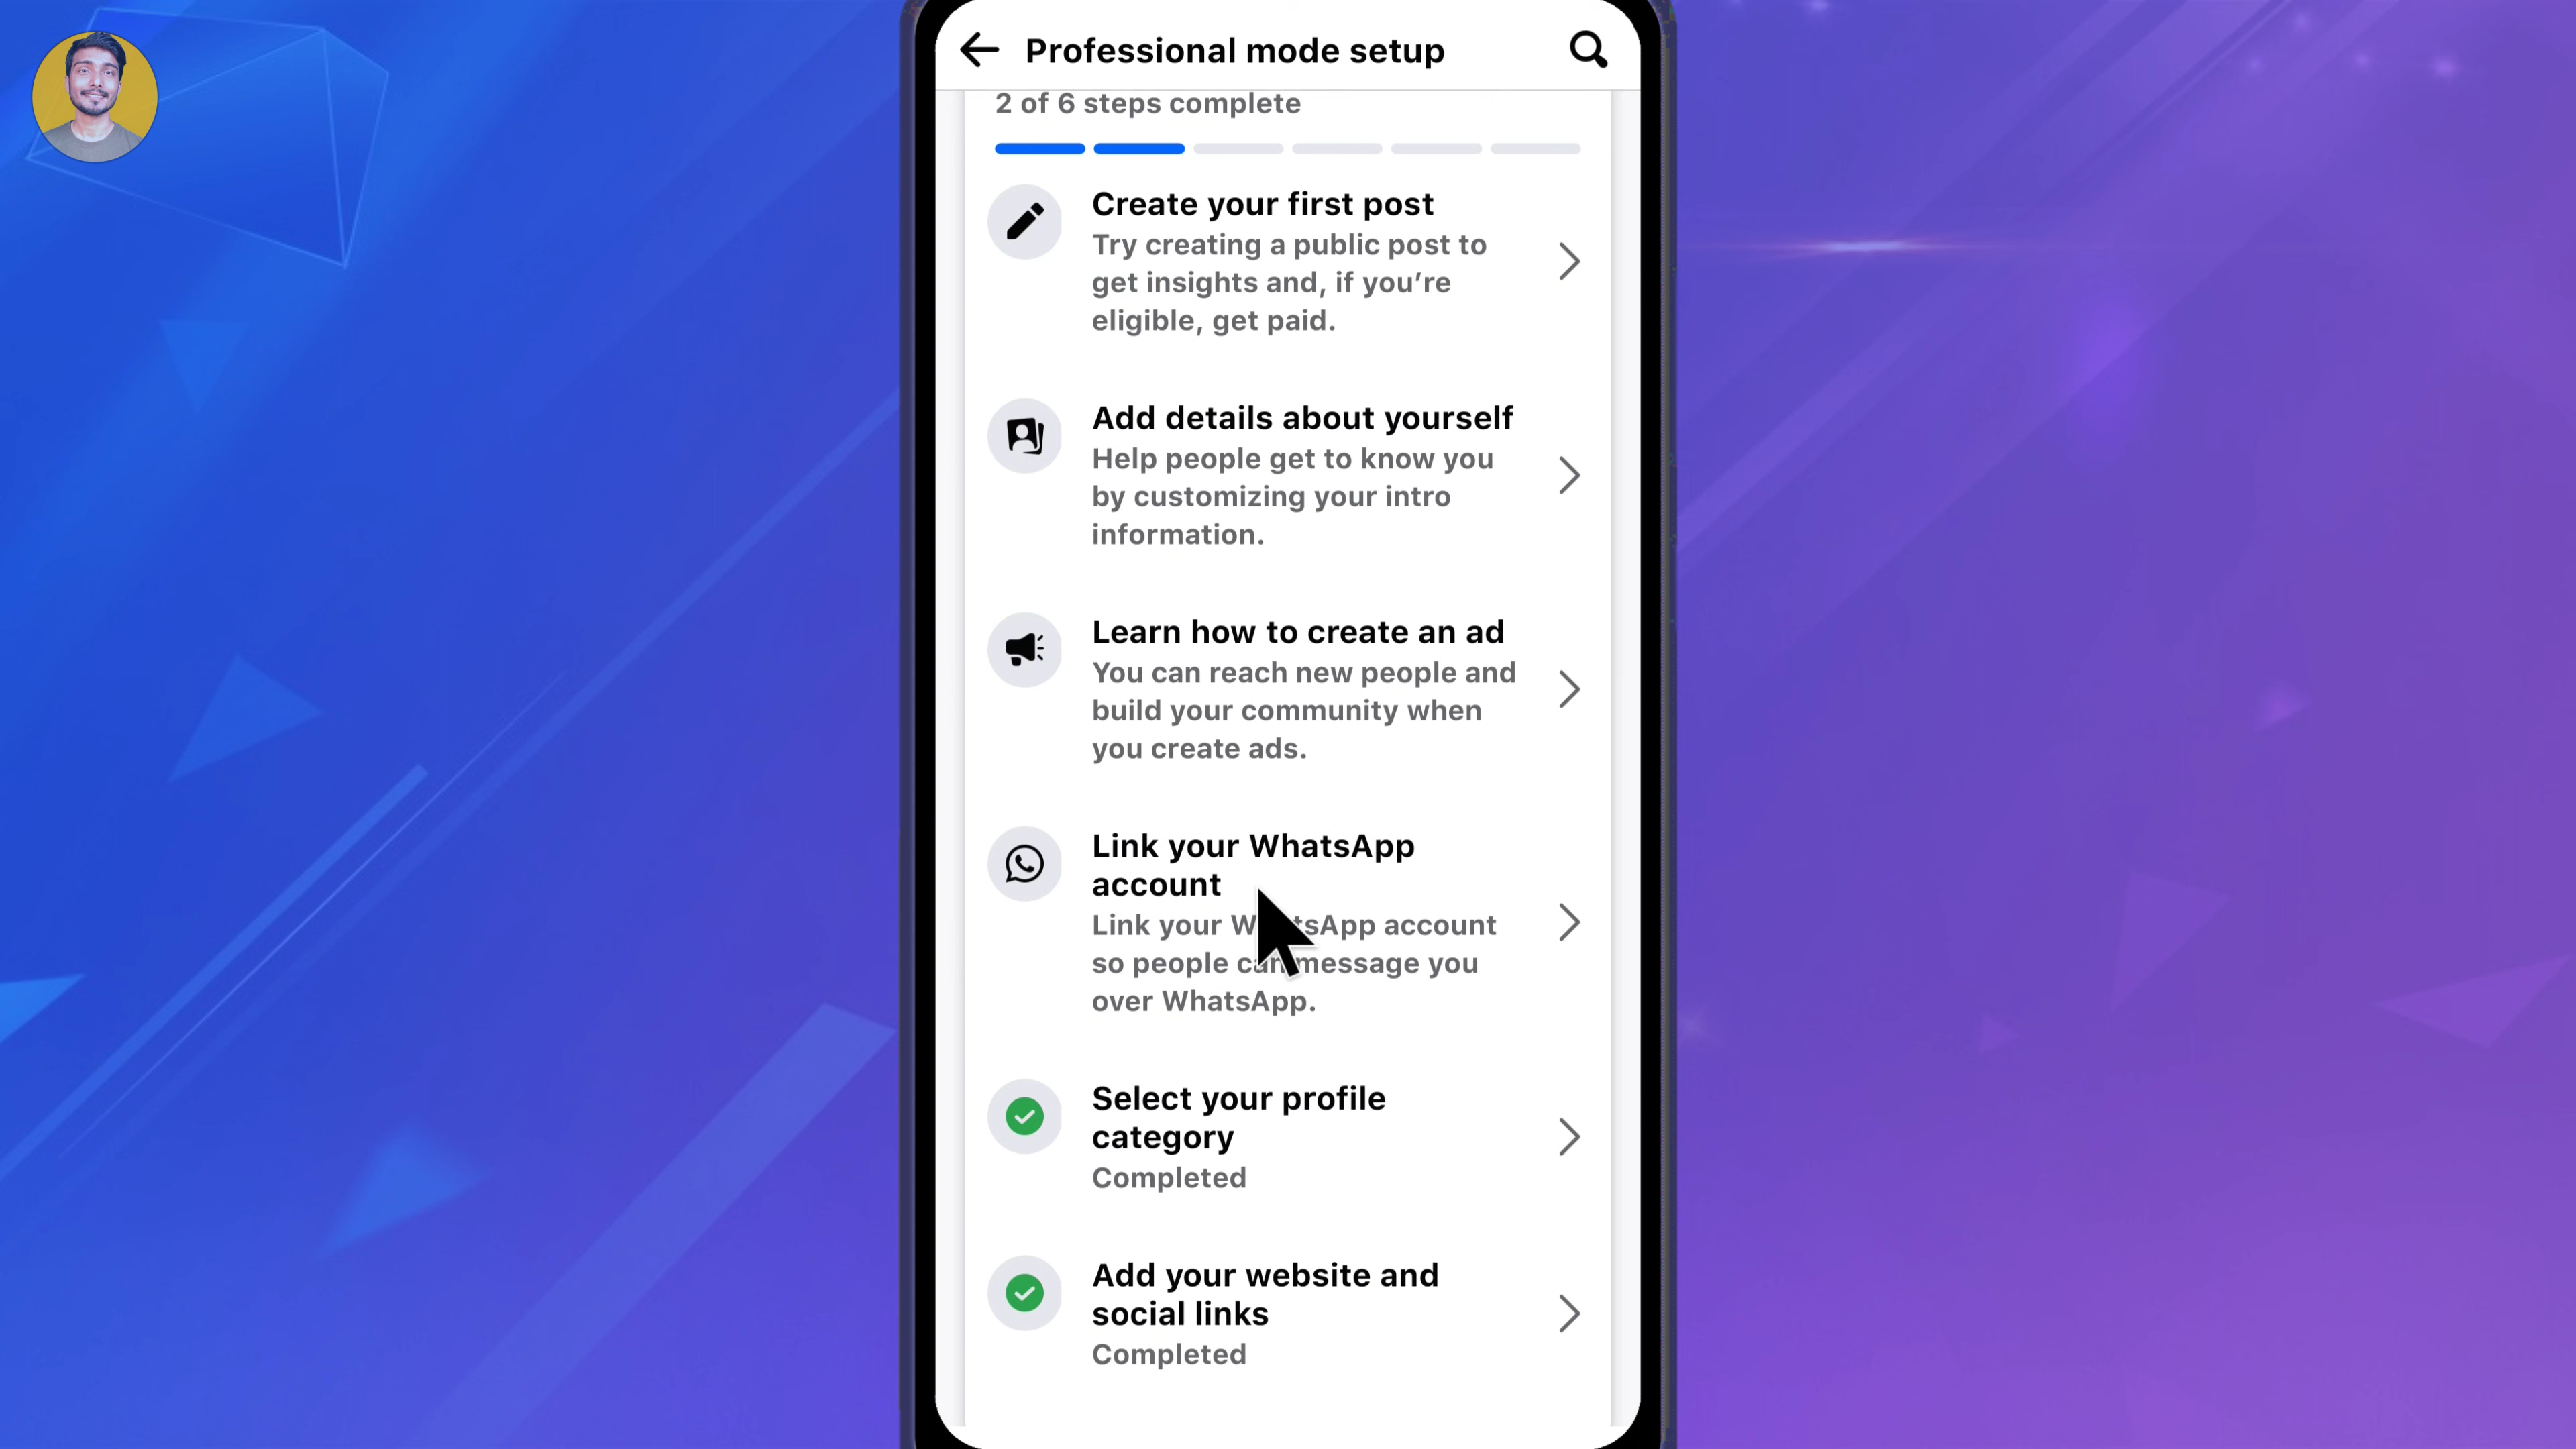 Professional mode setup
2 of 6 steps complete
Create your first post
Try creating a public post to
get insights and, if you’re
eligible, get paid.
Add details about yourself
Help people get to know you
by customizing your intro
information.
Learn how to create an ad
You can reach new people and
build your community when
you create ads.
Link your WhatsApp
account
Link your WhatsApp account
so people can message you
over WhatsApp.
Select your profile
category
Completed
Add your website and
social links
Completed